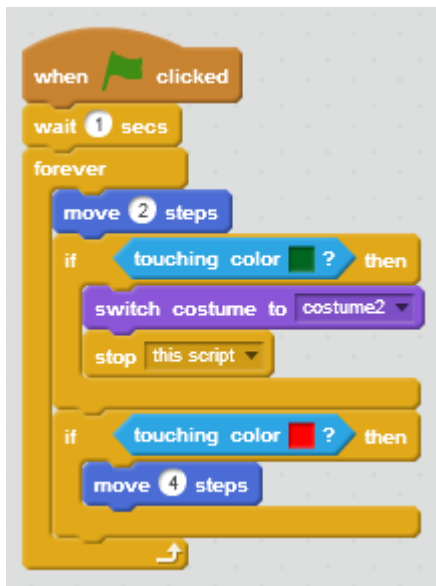 when clicked
wait 1 secs
forever
move 2 steps
if touching color ? then
switch costume to costume2
stop this script
if touching color ? then
move 4 steps